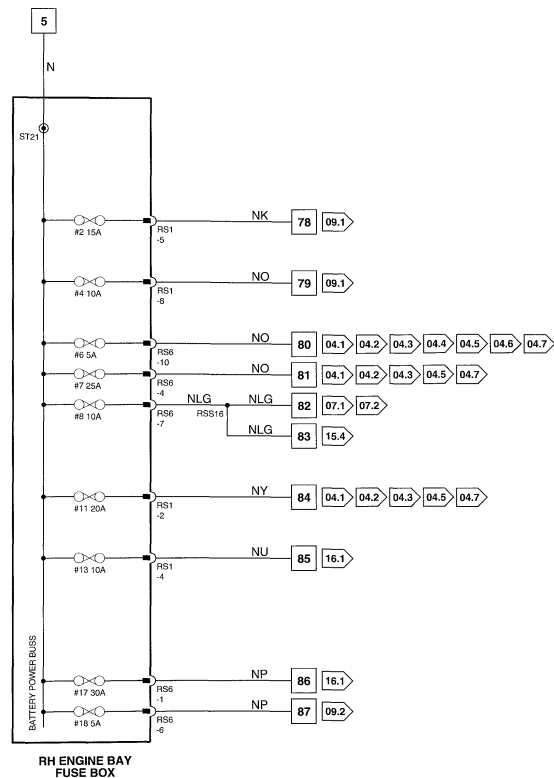 5
N
ST21
#2 15A
RS1
-5
NK
78
09.1
#4 10A
RS1
-8
NO
79
09.1
#6 5A
RS6
-10
NO
80
04.1
04.2
04.3
04.4
04.5
04.6
04.7
#7 25A
RS6
-4
NO
81
04.1
04.2
04.3
04.5
04.7
#8 10A
RS6
-7
NLG
RSS16
NLG
82
07.1
07.2
NLG
83
15.4
#11 20A
RS1
-2
NY
84
04.1
04.2
04.3
04.5
04.7
#13 10A
RS1
-4
NU
85
16.1
BATTERY POWER BUSS
#17 30A
RS6
-1
NP
86
16.1
#18 5A
RS6
-6
NP
87
09.2
RH ENGINE BAY
FUSE BOX